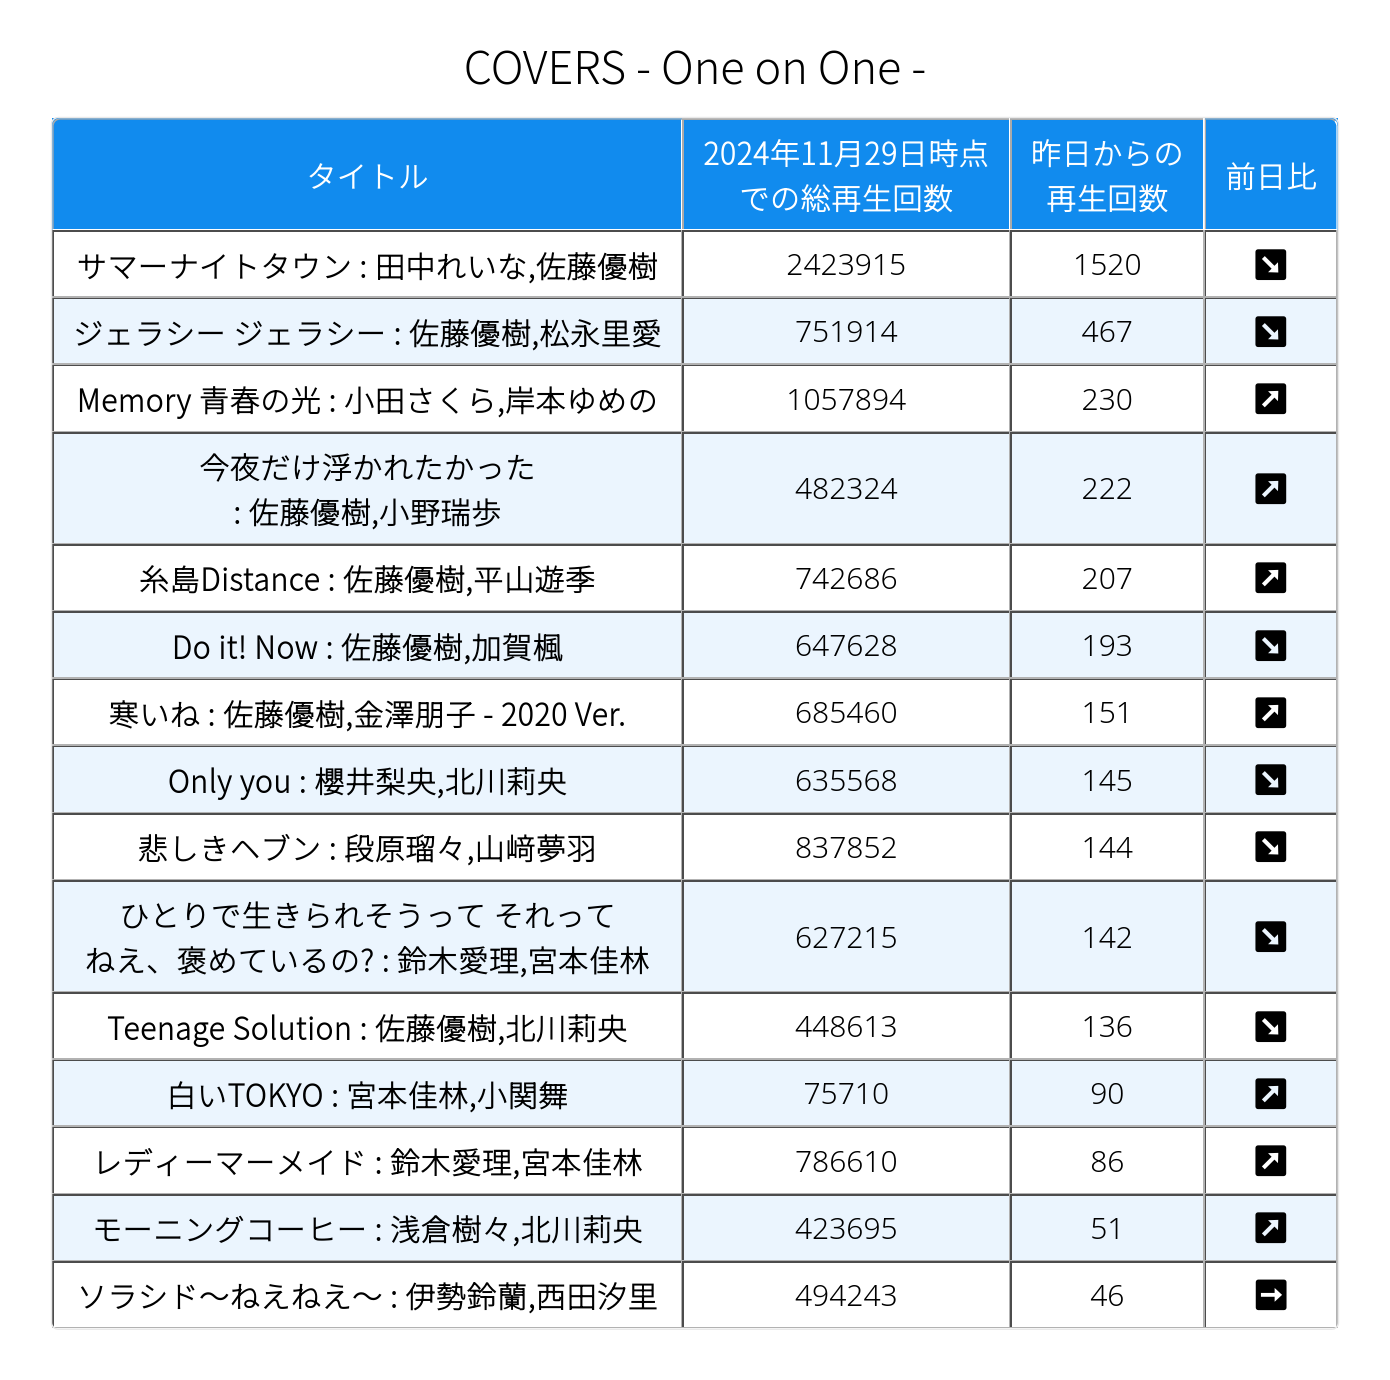 COVERS - One on One -
タイトル
2024年11月29日時点
での総再生回数
昨日からの
再生回数
前日比
サマーナイトタウン : 田中れいな,佐藤優樹 2423915 1520 ↘
ジェラシー ジェラシー : 佐藤優樹,松永里愛 751914 467 ↘
Memory 青春の光 : 小田さくら,岸本ゆめの 1057894 230 ↗
今夜だけ浮かれたかった
: 佐藤優樹,小野瑞歩 482324 222 ↗
糸島Distance : 佐藤優樹,平山遊季 742686 207 ↗
Do it! Now : 佐藤優樹,加賀楓 647628 193 ↘
寒いね : 佐藤優樹,金澤朋子 - 2020 Ver. 685460 151 ↗
Only you : 櫻井梨央,北川莉央 635568 145 ↘
悲しきヘブン : 段原瑠々,山﨑夢羽 837852 144 ↘
ひとりで生きられそうって それって
ねえ、褒めているの? : 鈴木愛理,宮本佳林 627215 142 ↘
Teenage Solution : 佐藤優樹,北川莉央 448613 136 ↘
白いTOKYO : 宮本佳林,小関舞 75710 90 ↗
レディーマーメイド : 鈴木愛理,宮本佳林 786610 86 ↗
モーニングコーヒー : 浅倉樹々,北川莉央 423695 51 ↗
ソラシド〜ねえねえ〜 : 伊勢鈴蘭,西田汐里 494243 46 →